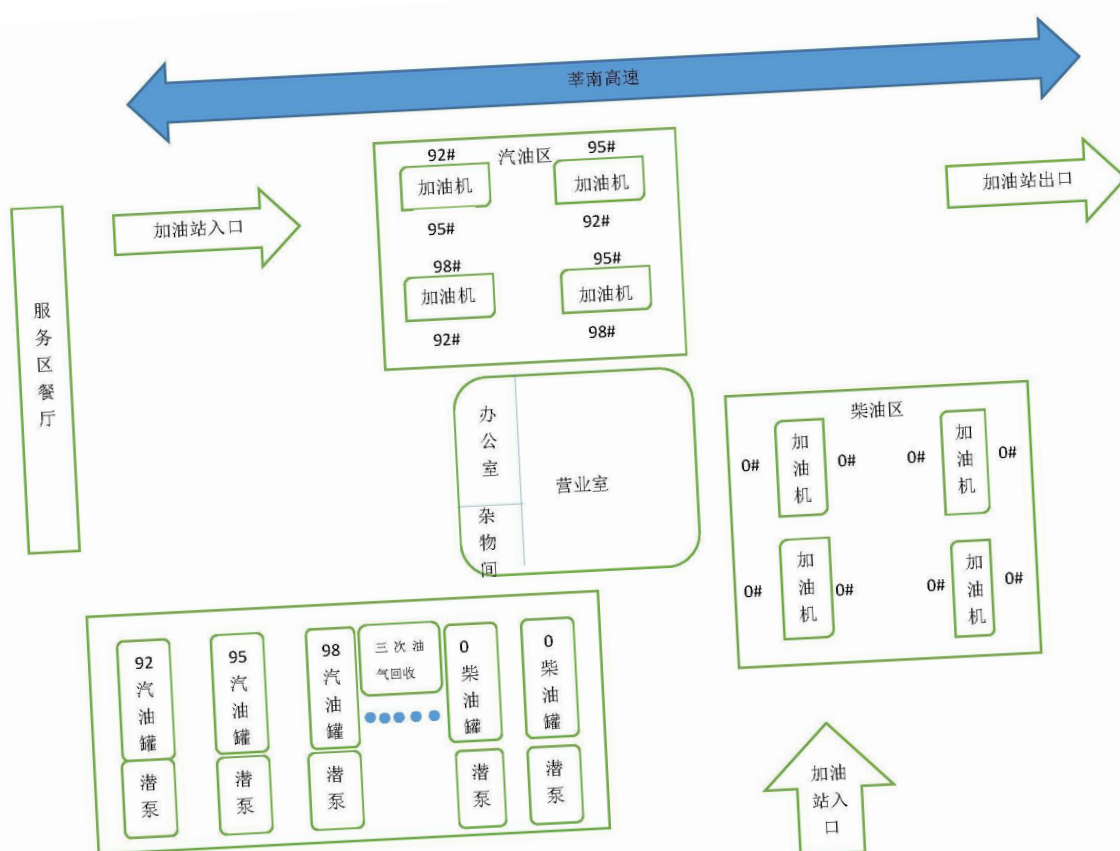 莘南高速
加油站出口
加油站入口
汽油区
92#
95#
加油机
加油机
95#
92#
98#
95#
加油机
加油机
92#
98#
服务区餐厅
办公室
杂物间
营业室
柴油区
0#
加油机
0#
0#
加油机
0#
0#
加油机
0#
0#
加油机
0#
92
汽油罐
潜泵
95
汽油罐
潜泵
98
汽油罐
潜泵
三次油
气回收
0
柴油罐
潜泵
0
柴油罐
潜泵
加油
站入
口